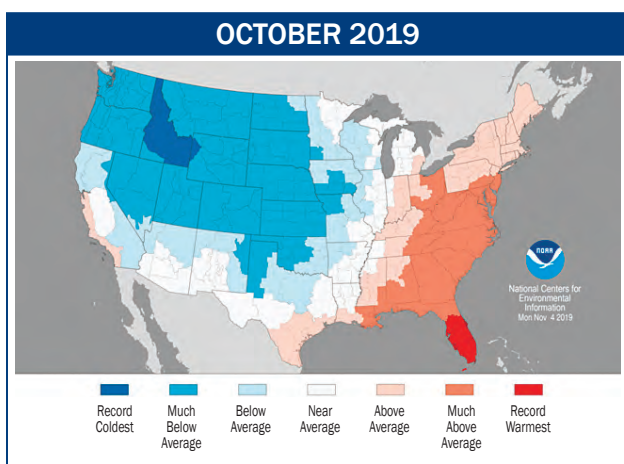 OCTOBER 2019
NOAA
National Centers for
Environmental
Information
Mon Nov 4 2019
Record
Coldest
Much
Below
Average
Below
Average
Near
Average
Above
Average
Much
Above
Average
Record
Warmest